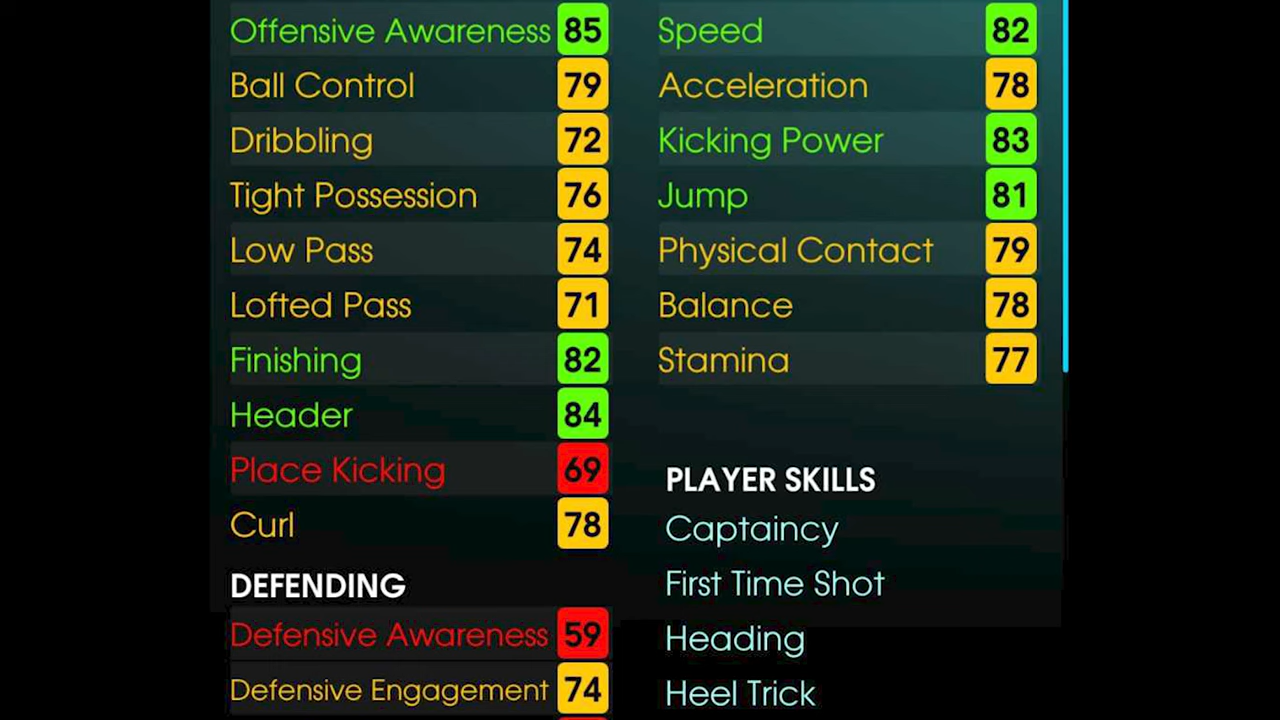 Offensive Awareness 85
Ball Control 79
Dribbling 72
Tight Possession 76
Low Pass 74
Lofted Pass 71
Finishing 82
Header 84
Place Kicking 69
Curl 78
DEFENDING
Defensive Awareness 59
Defensive Engagement 74
Speed 82
Acceleration 78
Kicking Power 83
Jump 81
Physical Contact 79
Balance 78
Stamina 77
PLAYER SKILLS
Captaincy
First Time Shot
Heading
Heel Trick